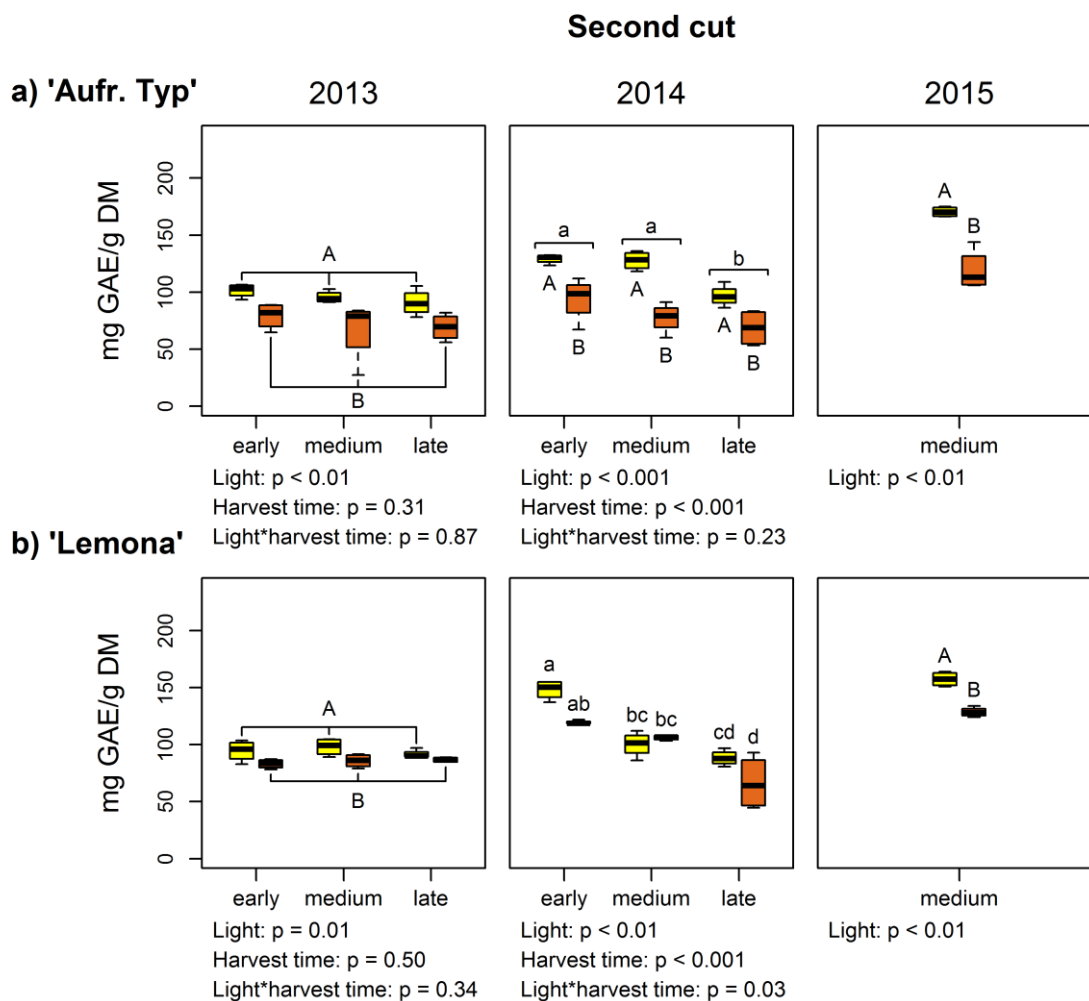 Second cut
a) 'Aufr. Typ' 2013 2014 2015
mg GAE/g DM
200
150
100
50
0
A
B
a a b
A A A
B B B
A
B
early medium late early medium late medium
Light: p < 0.01 Light: p < 0.001 Light: p < 0.01
Harvest time: p = 0.31 Harvest time: p < 0.001
Light*harvest time: p = 0.87 Light*harvest time: p = 0.23
b) 'Lemona'
mg GAE/g DM
200
150
100
50
0
A
B
a ab bc bc cd d
A
B
early medium late early medium late medium
Light: p = 0.01 Light: p < 0.01 Light: p < 0.01
Harvest time: p = 0.50 Harvest time: p < 0.001
Light*harvest time: p = 0.34 Light*harvest time: p = 0.03